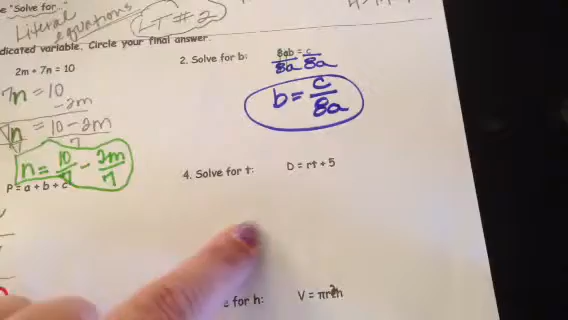 "Solve for..."
Literal
equations
LT #2
dicated variable. Circle your final answer.
2m + 7n = 10
7n = 10
-2m
n = 10 - 2m
7
n = 10/7 - 2m/7
2. Solve for b:
8ab = c
8a 8a
b = c/8a
P = a + b + c
4. Solve for t:
D = rt + 5
e for h:
V = πr²h